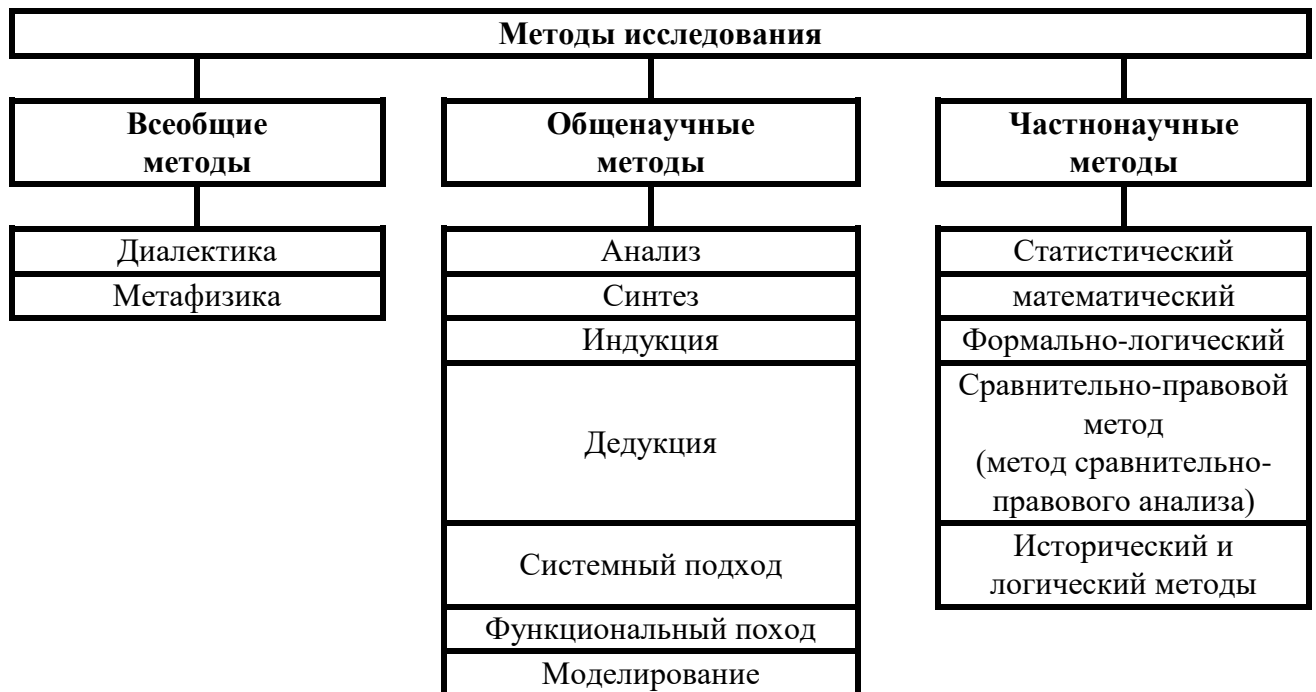 Методы исследования
Всеобщие
методы
Диалектика
Метафизика
Общенаучные
методы
Анализ
Синтез
Индукция
Дедукция
Системный подход
Функциональный поход
Моделирование
Частнонаучные
методы
Статистический
математический
Формально-логический
Сравнительно-правовой
метод
(метод сравнительно-
правового анализа)
Исторический и
логический методы